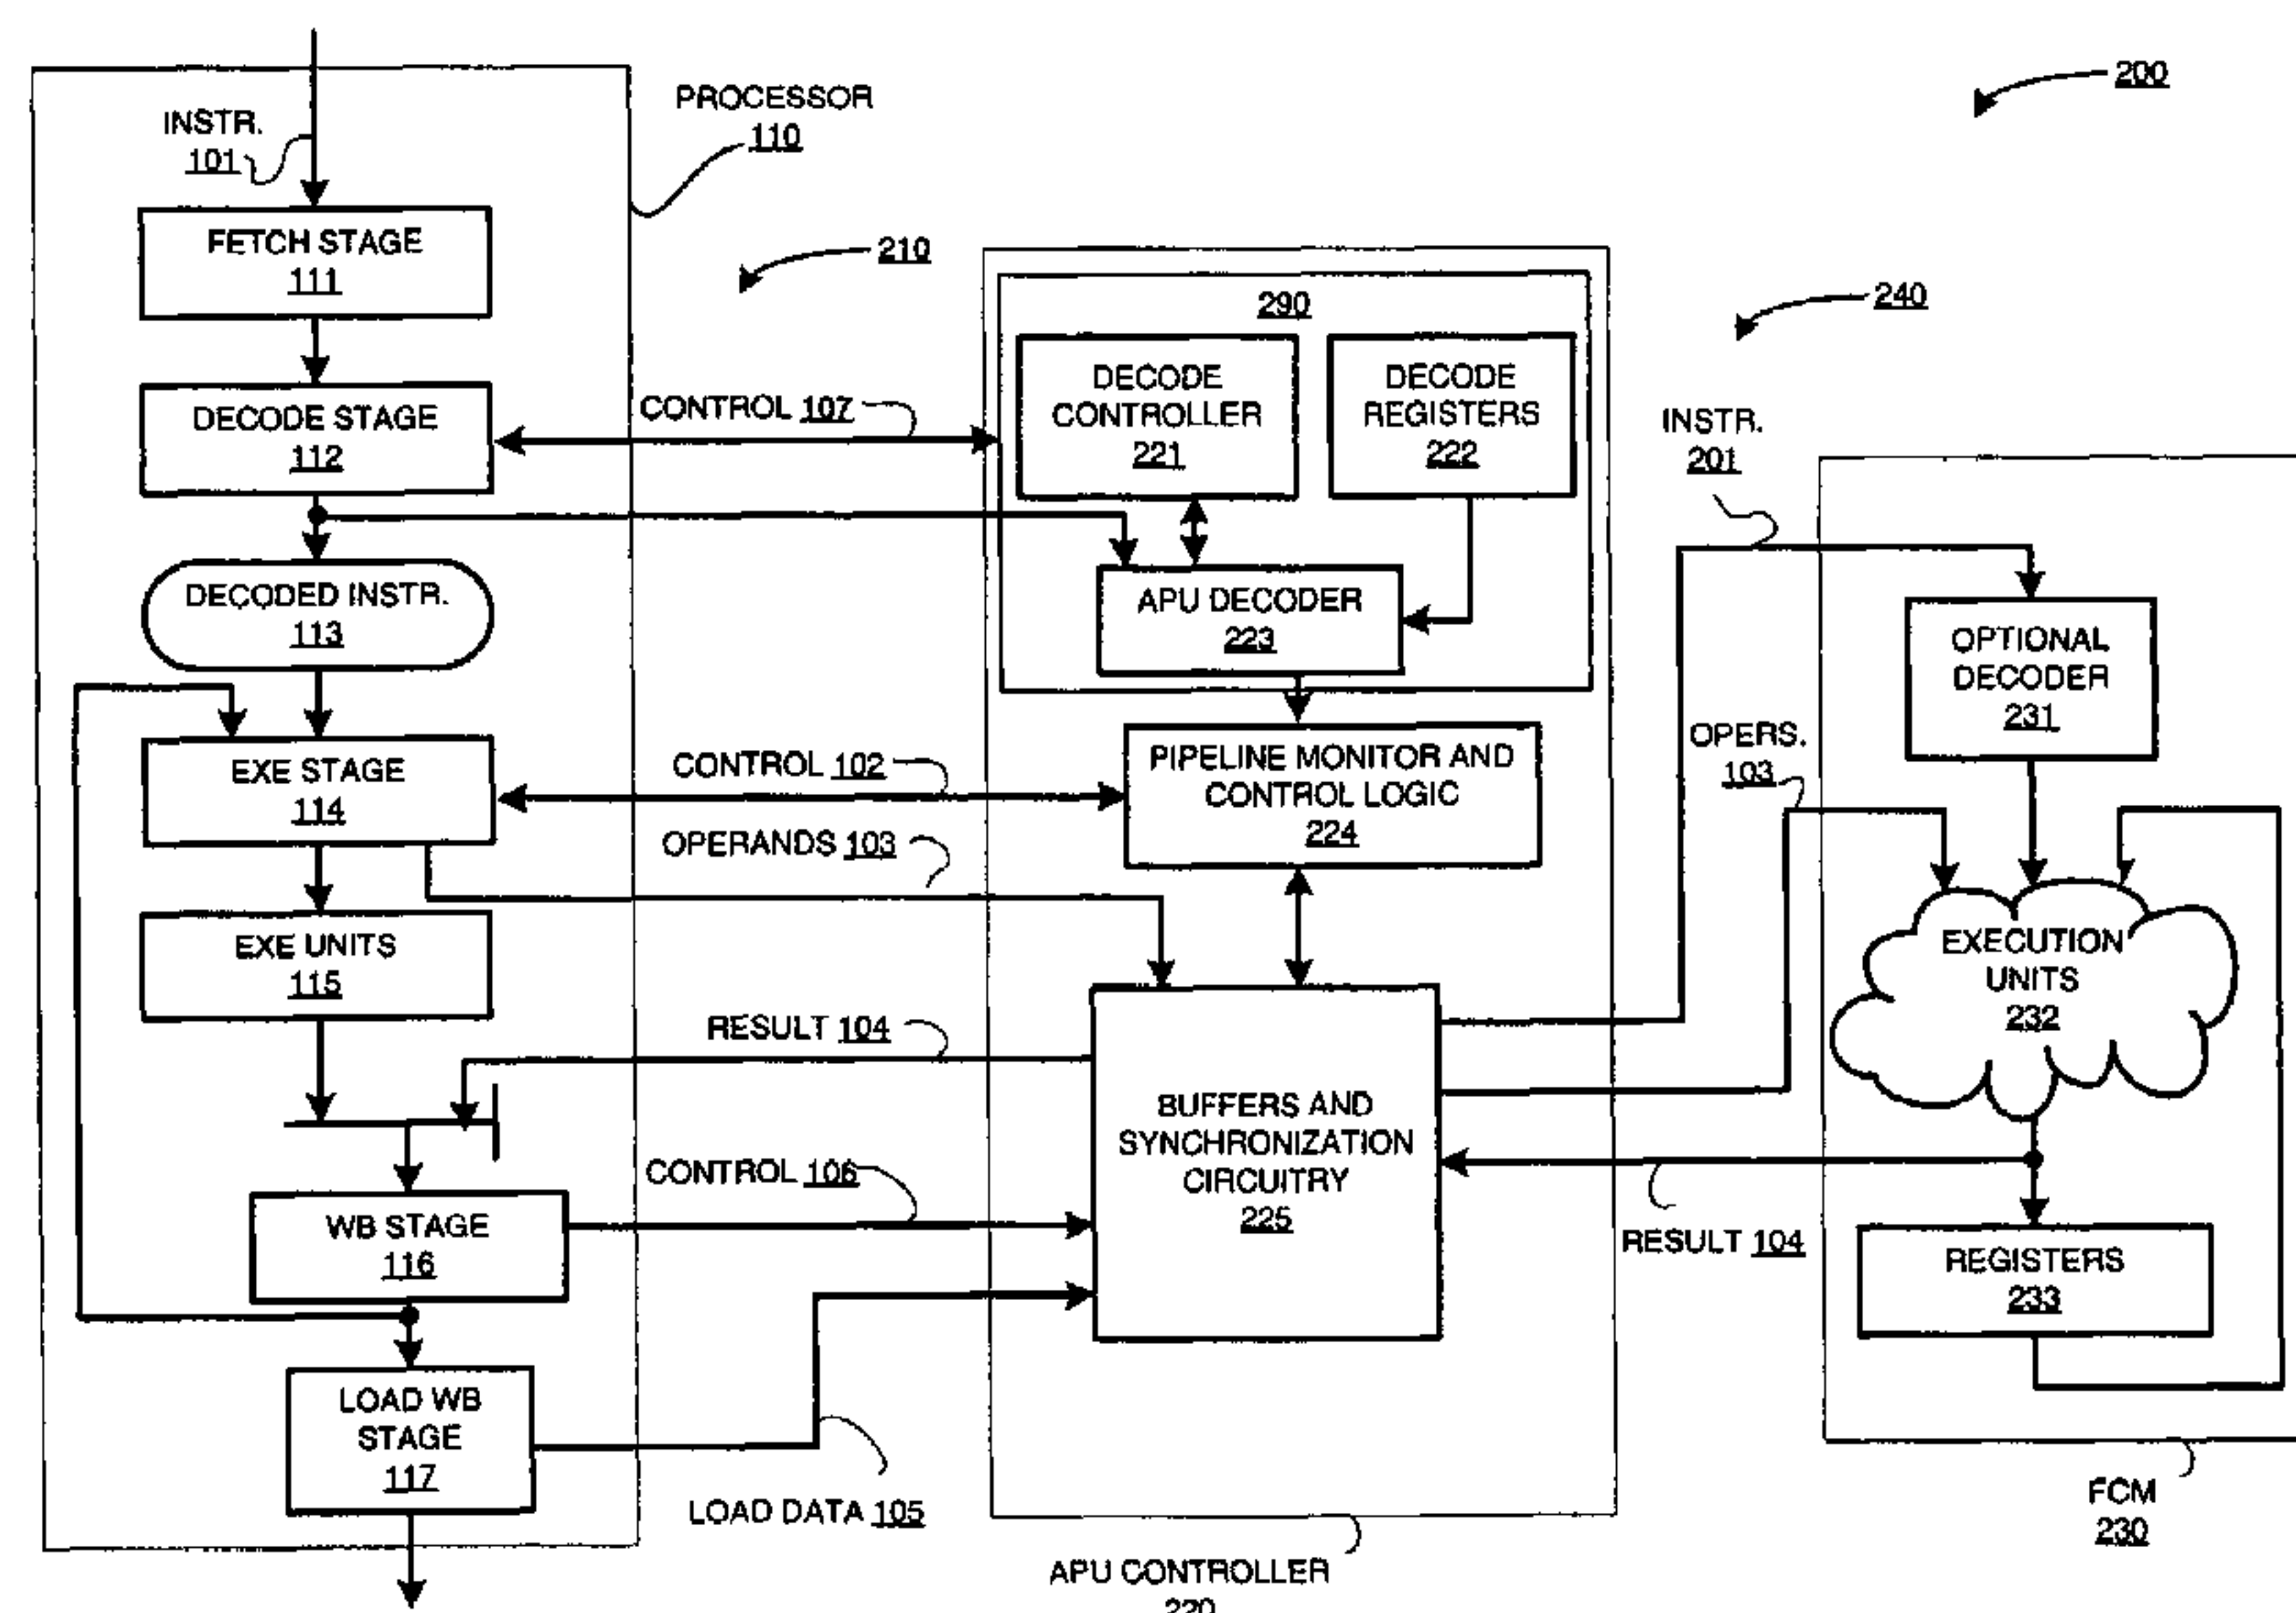 200
PROCESSOR
110
INSTR.
101
FETCH STAGE
111
DECODE STAGE
112
DECODED INSTR.
113
EXE STAGE
114
EXE UNITS
115
WB STAGE
116
LOAD WB
STAGE
117
210
CONTROL 107
CONTROL 102
OPERANDS 103
RESULT 104
CONTROL 106
LOAD DATA 105
290
DECODE
CONTROLLER
221
DECODE
REGISTERS
222
APU DECODER
223
PIPELINE MONITOR AND
CONTROL LOGIC
224
BUFFERS AND
SYNCHRONIZATION
CIRCUITRY
225
APU CONTROLLER
220
240
INSTR.
201
OPERS.
103
RESULT 104
OPTIONAL
DECODER
231
EXECUTION
UNITS
232
REGISTERS
233
FCM
230